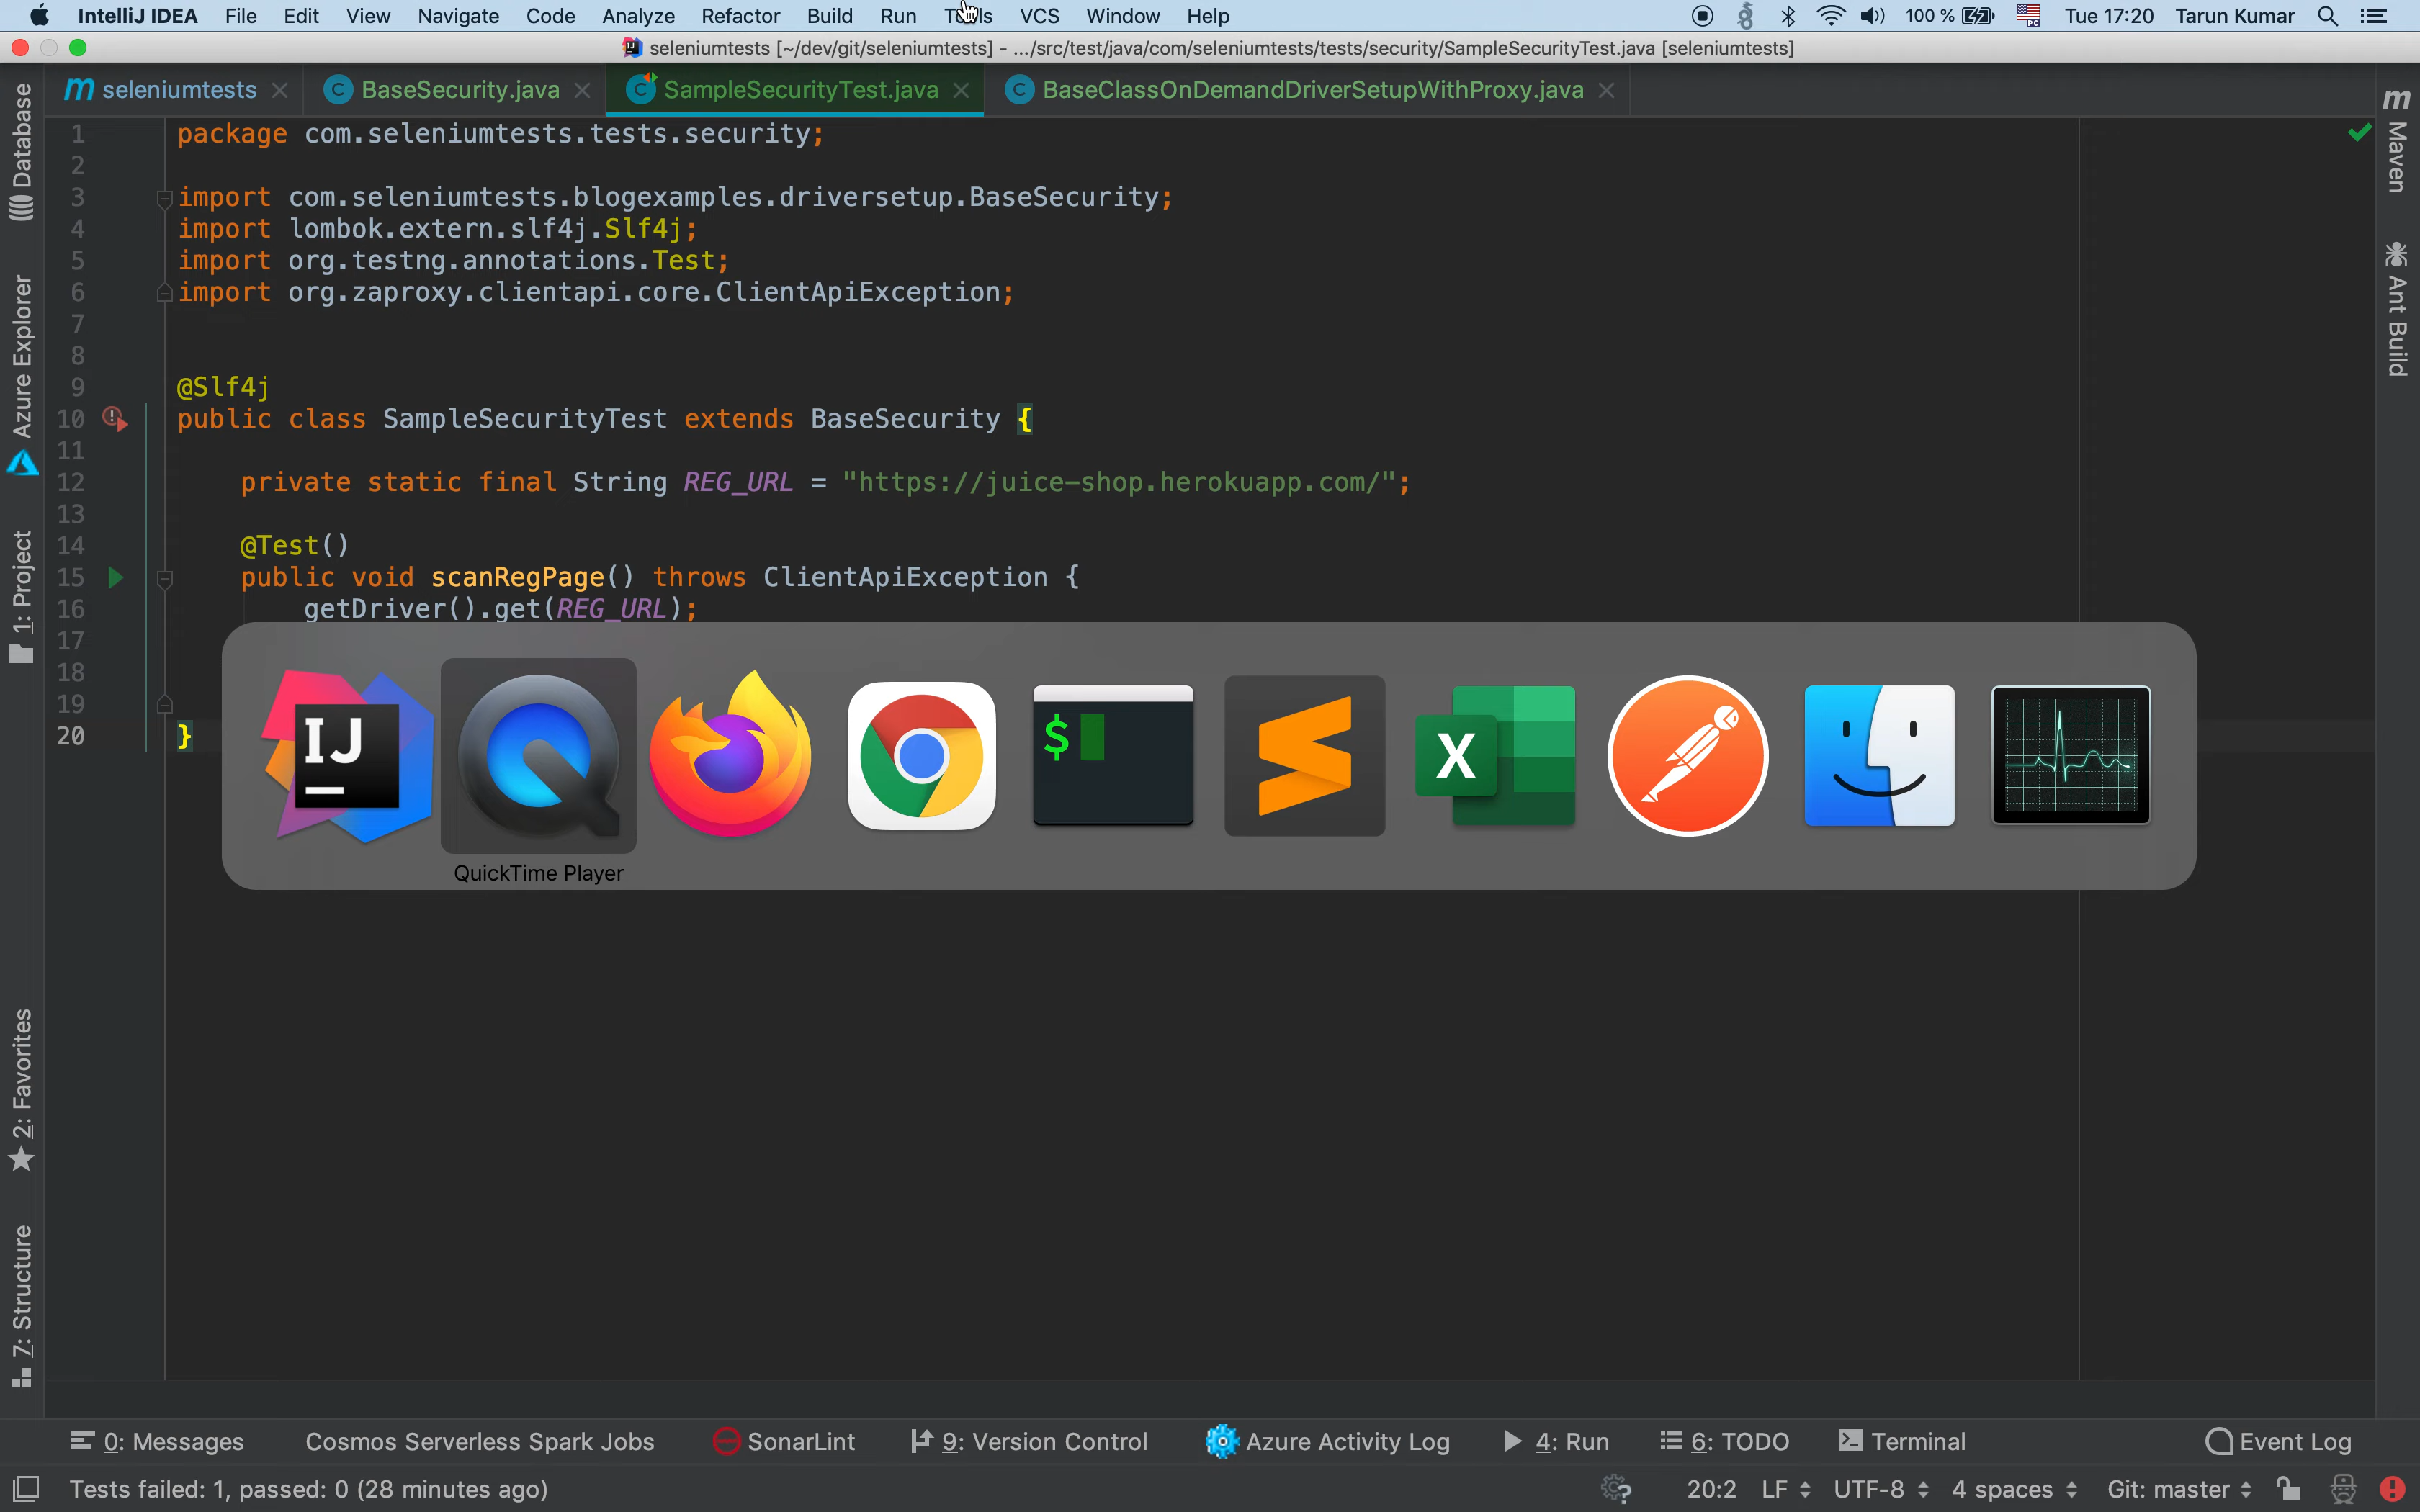 IntelliJ IDEA File Edit View Navigate Code Analyze Refactor Build Run Tools VCS Window Help 100 % Tue 17:20 Tarun Kumar
seleniumtests [~/dev/git/seleniumtests] - .../src/test/java/com/seleniumtests/tests/security/SampleSecurityTest.java [seleniumtests]
m seleniumtests C BaseSecurity.java C SampleSecurityTest.java C BaseClassOnDemandDriverSetupWithProxy.java
Database
Azure Explorer
1: Project
2: Favorites
7: Structure
1 package com.seleniumtests.tests.security;
2
3 import com.seleniumtests.blogexamples.driversetup.BaseSecurity;
4 import lombok.extern.slf4j.Slf4j;
5 import org.testng.annotations.Test;
6 import org.zaproxy.clientapi.core.ClientApiException;
7
8
9 @Slf4j
10 public class SampleSecurityTest extends BaseSecurity {
11
12 private static final String REG_URL = "https://juice-shop.herokuapp.com/";
13
14 @Test()
15 public void scanRegPage() throws ClientApiException {
16 getDriver().get(REG_URL);
17
18
19
20 }
IJ
$
X
QuickTime Player
m Maven
Ant Build
0: Messages Cosmos Serverless Spark Jobs SonarLint 9: Version Control Azure Activity Log 4: Run 6: TODO Terminal Event Log
Tests failed: 1, passed: 0 (28 minutes ago) 20:2 LF UTF-8 4 spaces Git: master